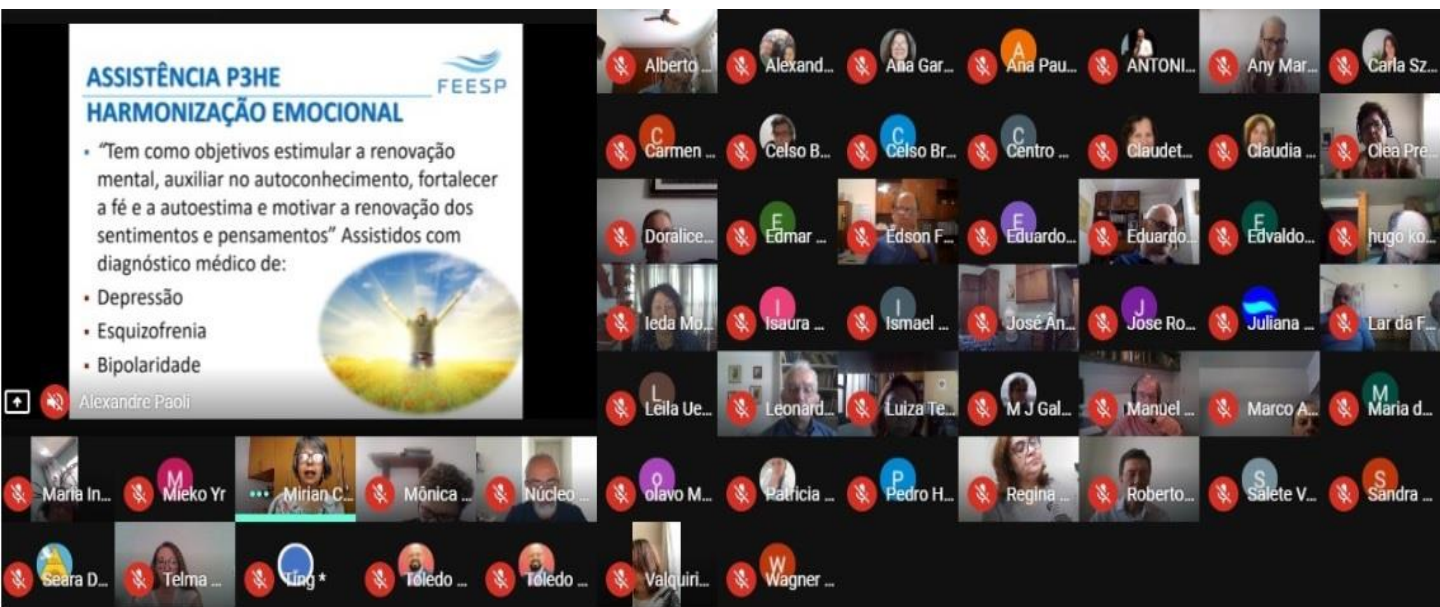 ASSISTÊNCIA P3HE
FEESP
HARMONIZAÇÃO EMOCIONAL
• “Tem como objetivos estimular a renovação
mental, auxiliar no autoconhecimento, fortalecer
a fé e a autoestima e motivar a renovação dos
sentimentos e pensamentos” Assistidos com
diagnóstico médico de:
• Depressão
• Esquizofrenia
• Bipolaridade
Alexandre Paoli
Alberto ...
Alexand...
Ana Gar...
A
Ana Pau...
ANTONI...
Any Mar...
Carla Sz...
C
Carmen ...
Celso B...
C
Celso Br...
C
Centro ...
Claudet...
Claudia ...
Clea Pre...
Doralice...
E
Edmar ...
Edson F...
E
Eduardo...
Eduardo...
E
Edvaldo...
hugo ko...
Ieda Mo...
I
Isaura ...
I
Ismael ...
José Ân...
J
Jose Ro...
Juliana ...
Lar da F...
L
Leila Ue...
Leonard...
Luiza Te...
M J Gal...
Manuel ...
Marco A...
M
Maria d...
Maria In...
M
Mieko Yr
Mirian C...
Mônica ...
Núcleo ...
O
olavo M...
Patricia ...
P
Pedro H...
Regina ...
Roberto...
S
Salete V...
S
Sandra ...
Seara D...
Telma ...
Ting *
Toledo ...
Toledo ...
Valquiri...
W
Wagner ...